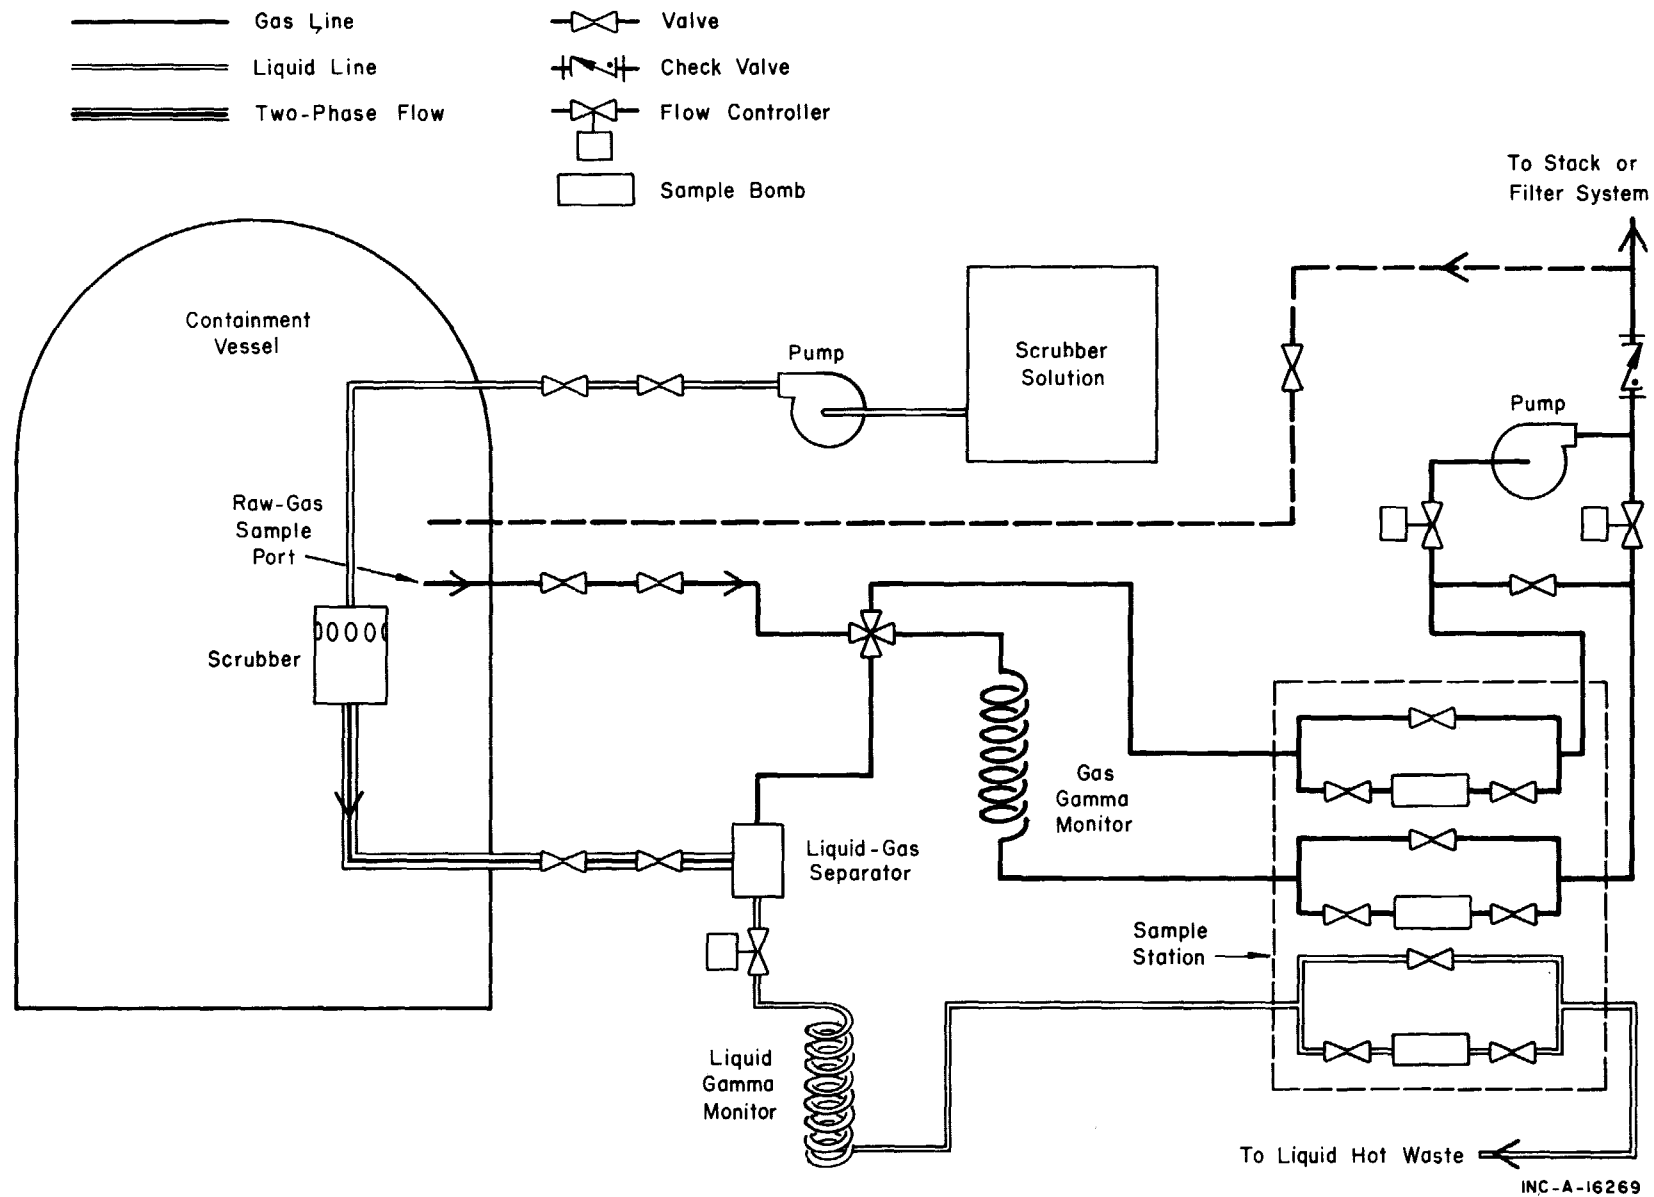 Gas Line
Valve
Liquid Line
Check Valve
Two-Phase Flow
Flow Controller
Sample Bomb
To Stack or
Filter System
Containment
Vessel
Pump
Scrubber
Solution
Pump
Raw-Gas
Sample
Port
Scrubber
Gas
Gamma
Monitor
Liquid-Gas
Separator
Sample
Station
Liquid
Gamma
Monitor
To Liquid Hot Waste
INC-A-16269